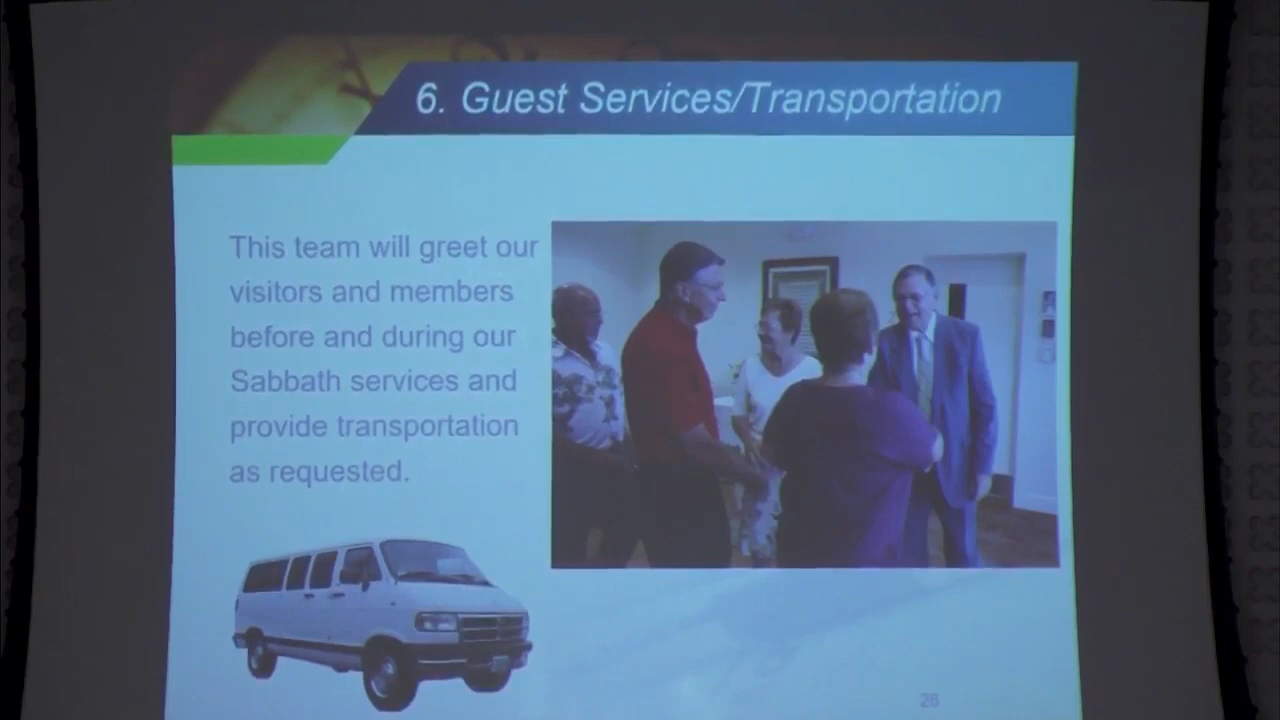 6. Guest Services/Transportation
This team will greet our
visitors and members
before and during our
Sabbath services and
provide transportation
as requested.
28